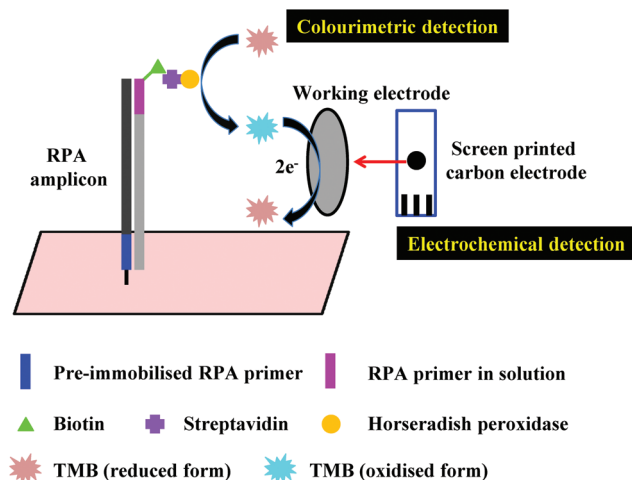 Colourimetric detection
Working electrode
RPA
amplicon
2e-
Screen printed
carbon electrode
Electrochemical detection
Pre-immobilised RPA primer
RPA primer in solution
Biotin
Streptavidin
Horseradish peroxidase
TMB (reduced form)
TMB (oxidised form)